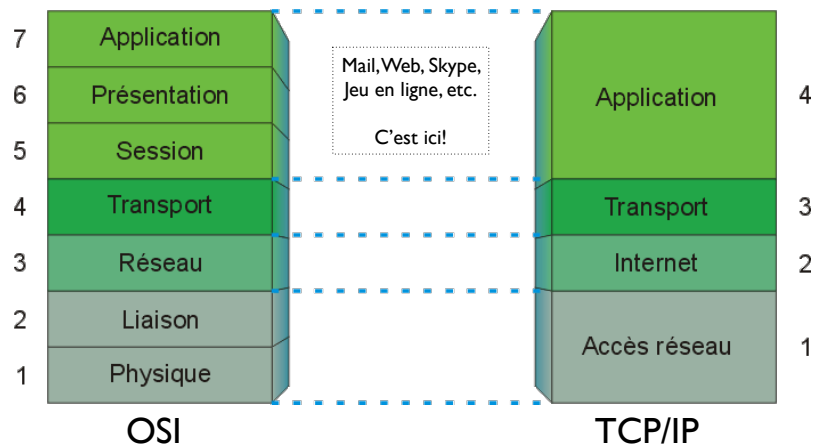 7 Application
6 Présentation
5 Session
4 Transport
3 Réseau
2 Liaison
1 Physique
OSI
Mail, Web, Skype,
Jeu en ligne, etc.
C'est ici!
Application 4
Transport 3
Internet 2
Accès réseau 1
TCP/IP